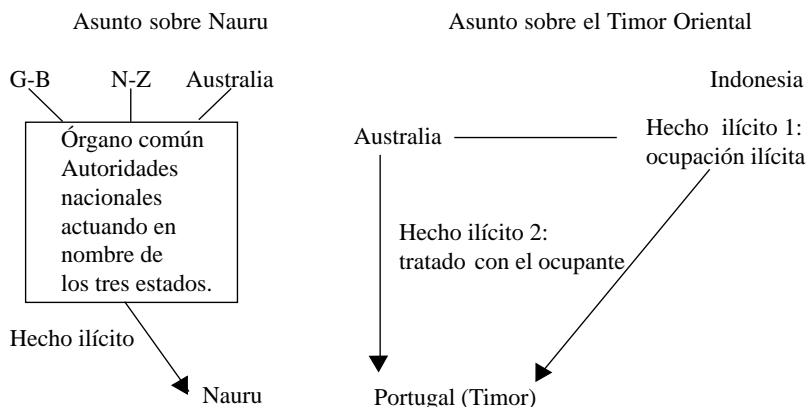 Asunto sobre Nauru
G-B N-Z Australia
Órgano común
Autoridades
nacionales
actuando en
nombre de
los tres estados.
Hecho ilícito
Nauru
Asunto sobre el Timor Oriental
Indonesia
Australia
Hecho ilícito 1:
ocupación ilícita
Hecho ilícito 2:
tratado con el ocupante
Portugal (Timor)